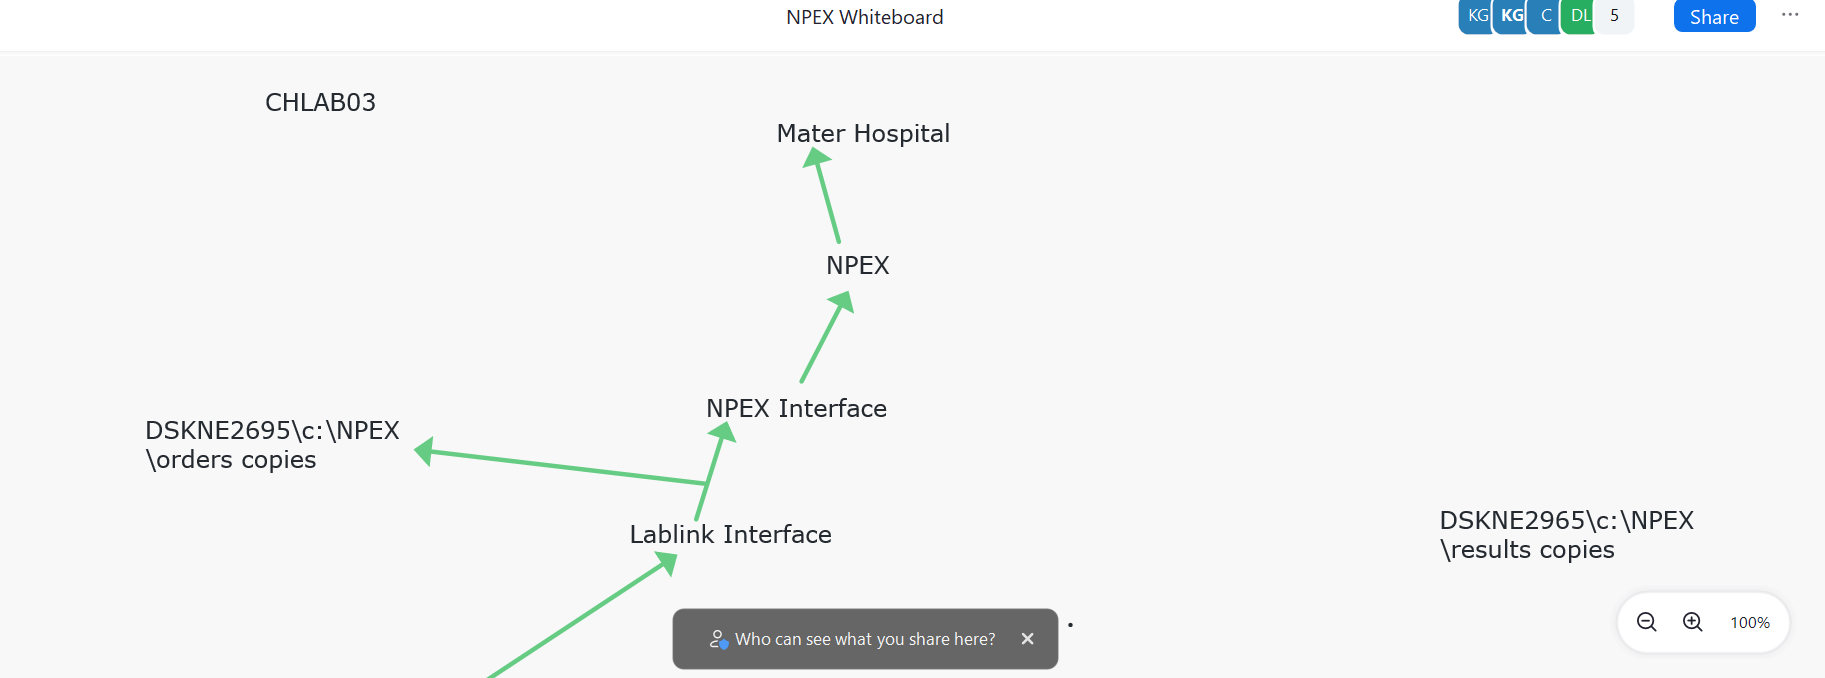 NPEX Whiteboard
KG KG C DL 5
Share
CHLAB03
Mater Hospital
NPEX
NPEX Interface
DSKNE2695\c:\NPEX
\orders copies
Lablink Interface
DSKNE2965\c:\NPEX
\results copies
.
Who can see what you share here?
100%